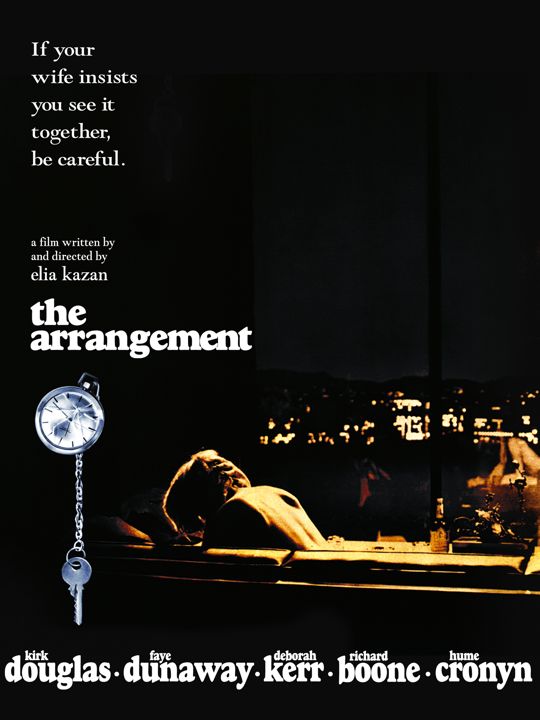 If your
wife insists
you see it
together,
be careful.
a film written by
and directed by
elia kazan
the
arrangement
kirk faye deborah richard hume
douglas · dunaway · kerr · boone · cronyn